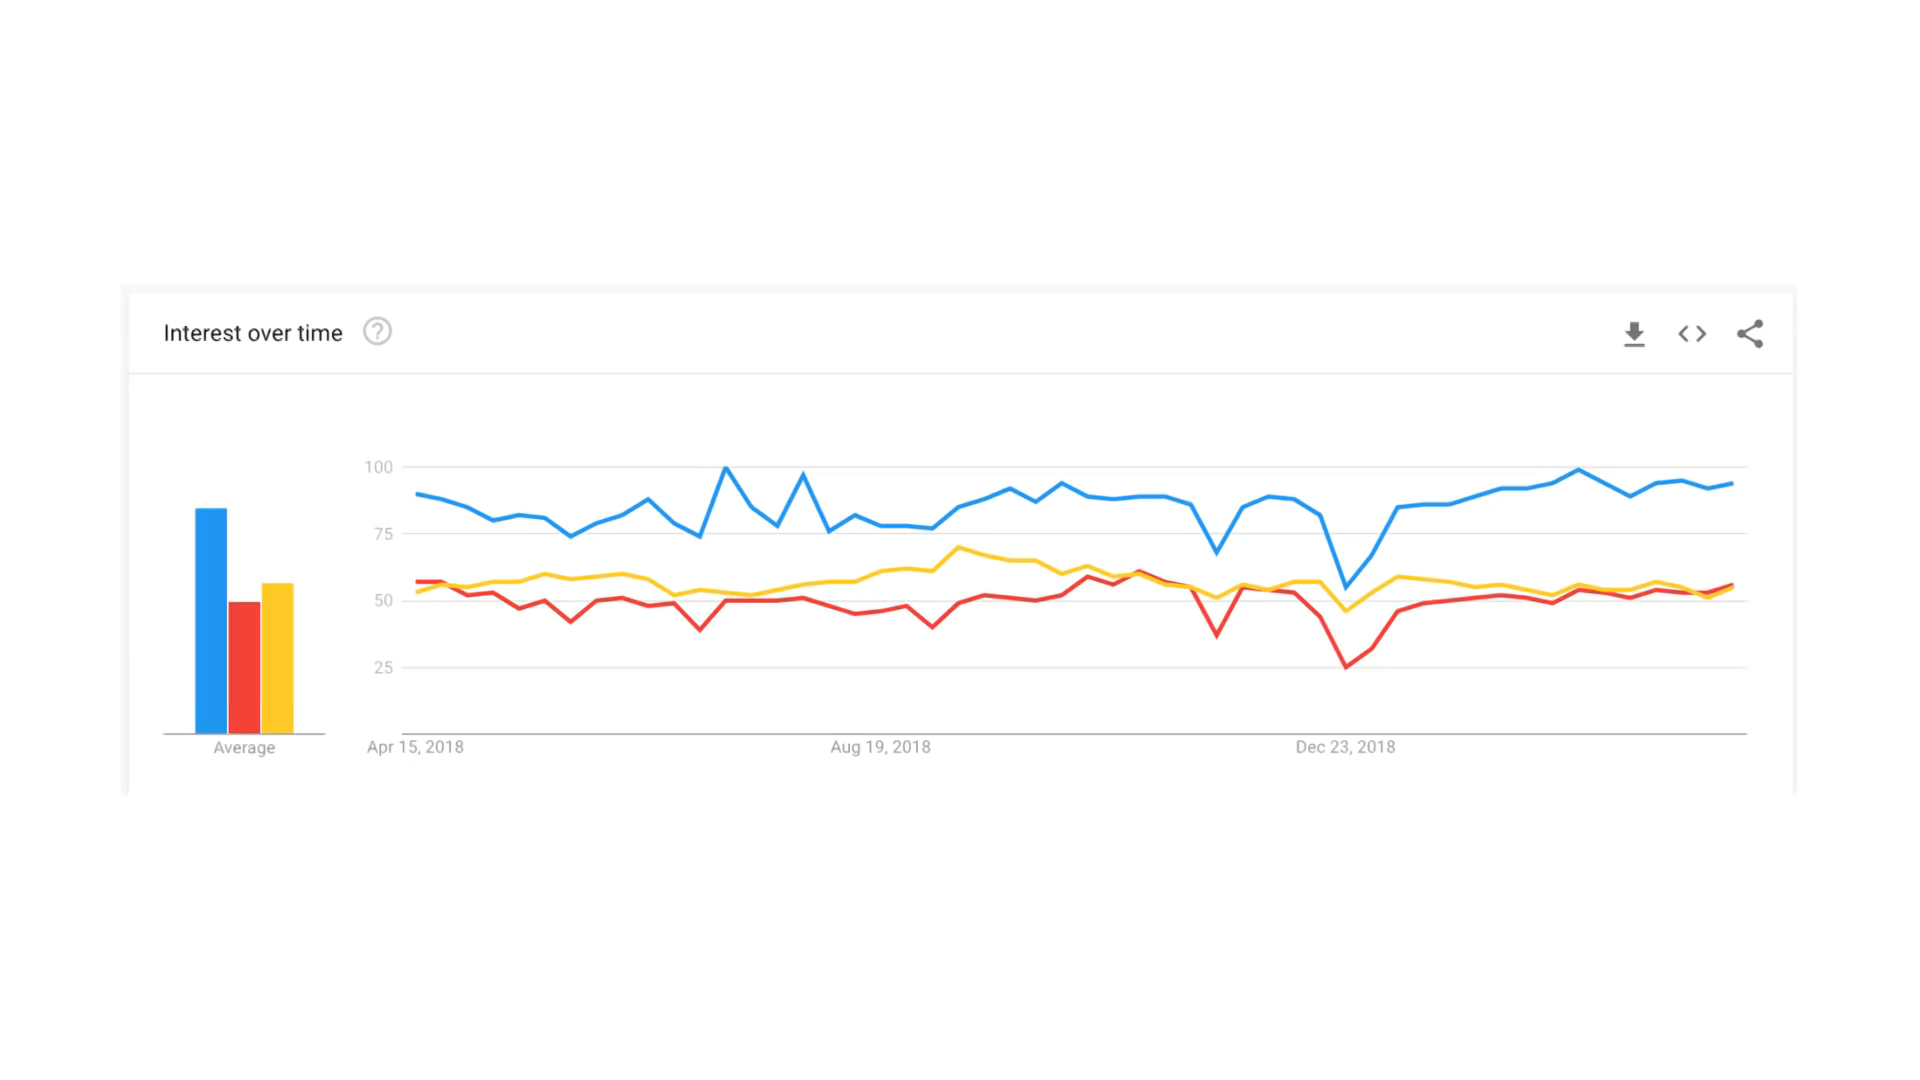 Interest over time ?
100
75
50
25
Average
Apr 15, 2018
Aug 19, 2018
Dec 23, 2018